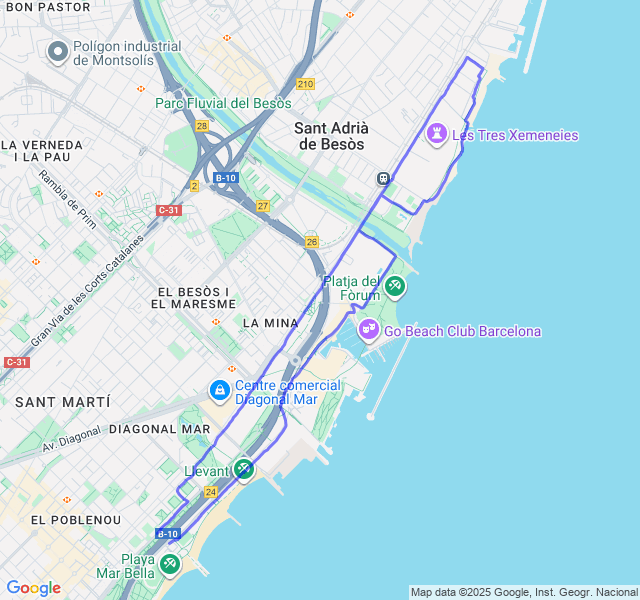 BON PASTOR
Polígon industrial
de Montsolís
210
Parc Fluvial del Besòs
28
Sant Adrià
de Besòs
Les Tres Xemeneies
LA VERNEDA
I LA PAU
B-10
2
Rambla de Prim
C-31
27
26
Gran Via de les Corts Catalanes
EL BESÒS I
EL MARESME
Platja del
Fòrum
LA MINA
Go Beach Club Barcelona
C-31
Centre comercial
Diagonal Mar
SANT MARTÍ
DIAGONAL MAR
Av. Diagonal
Llevant
24
EL POBLENOU
B-10
Playa
Mar Bella
Google
Map data ©2025 Google, Inst. Geogr. Nacional